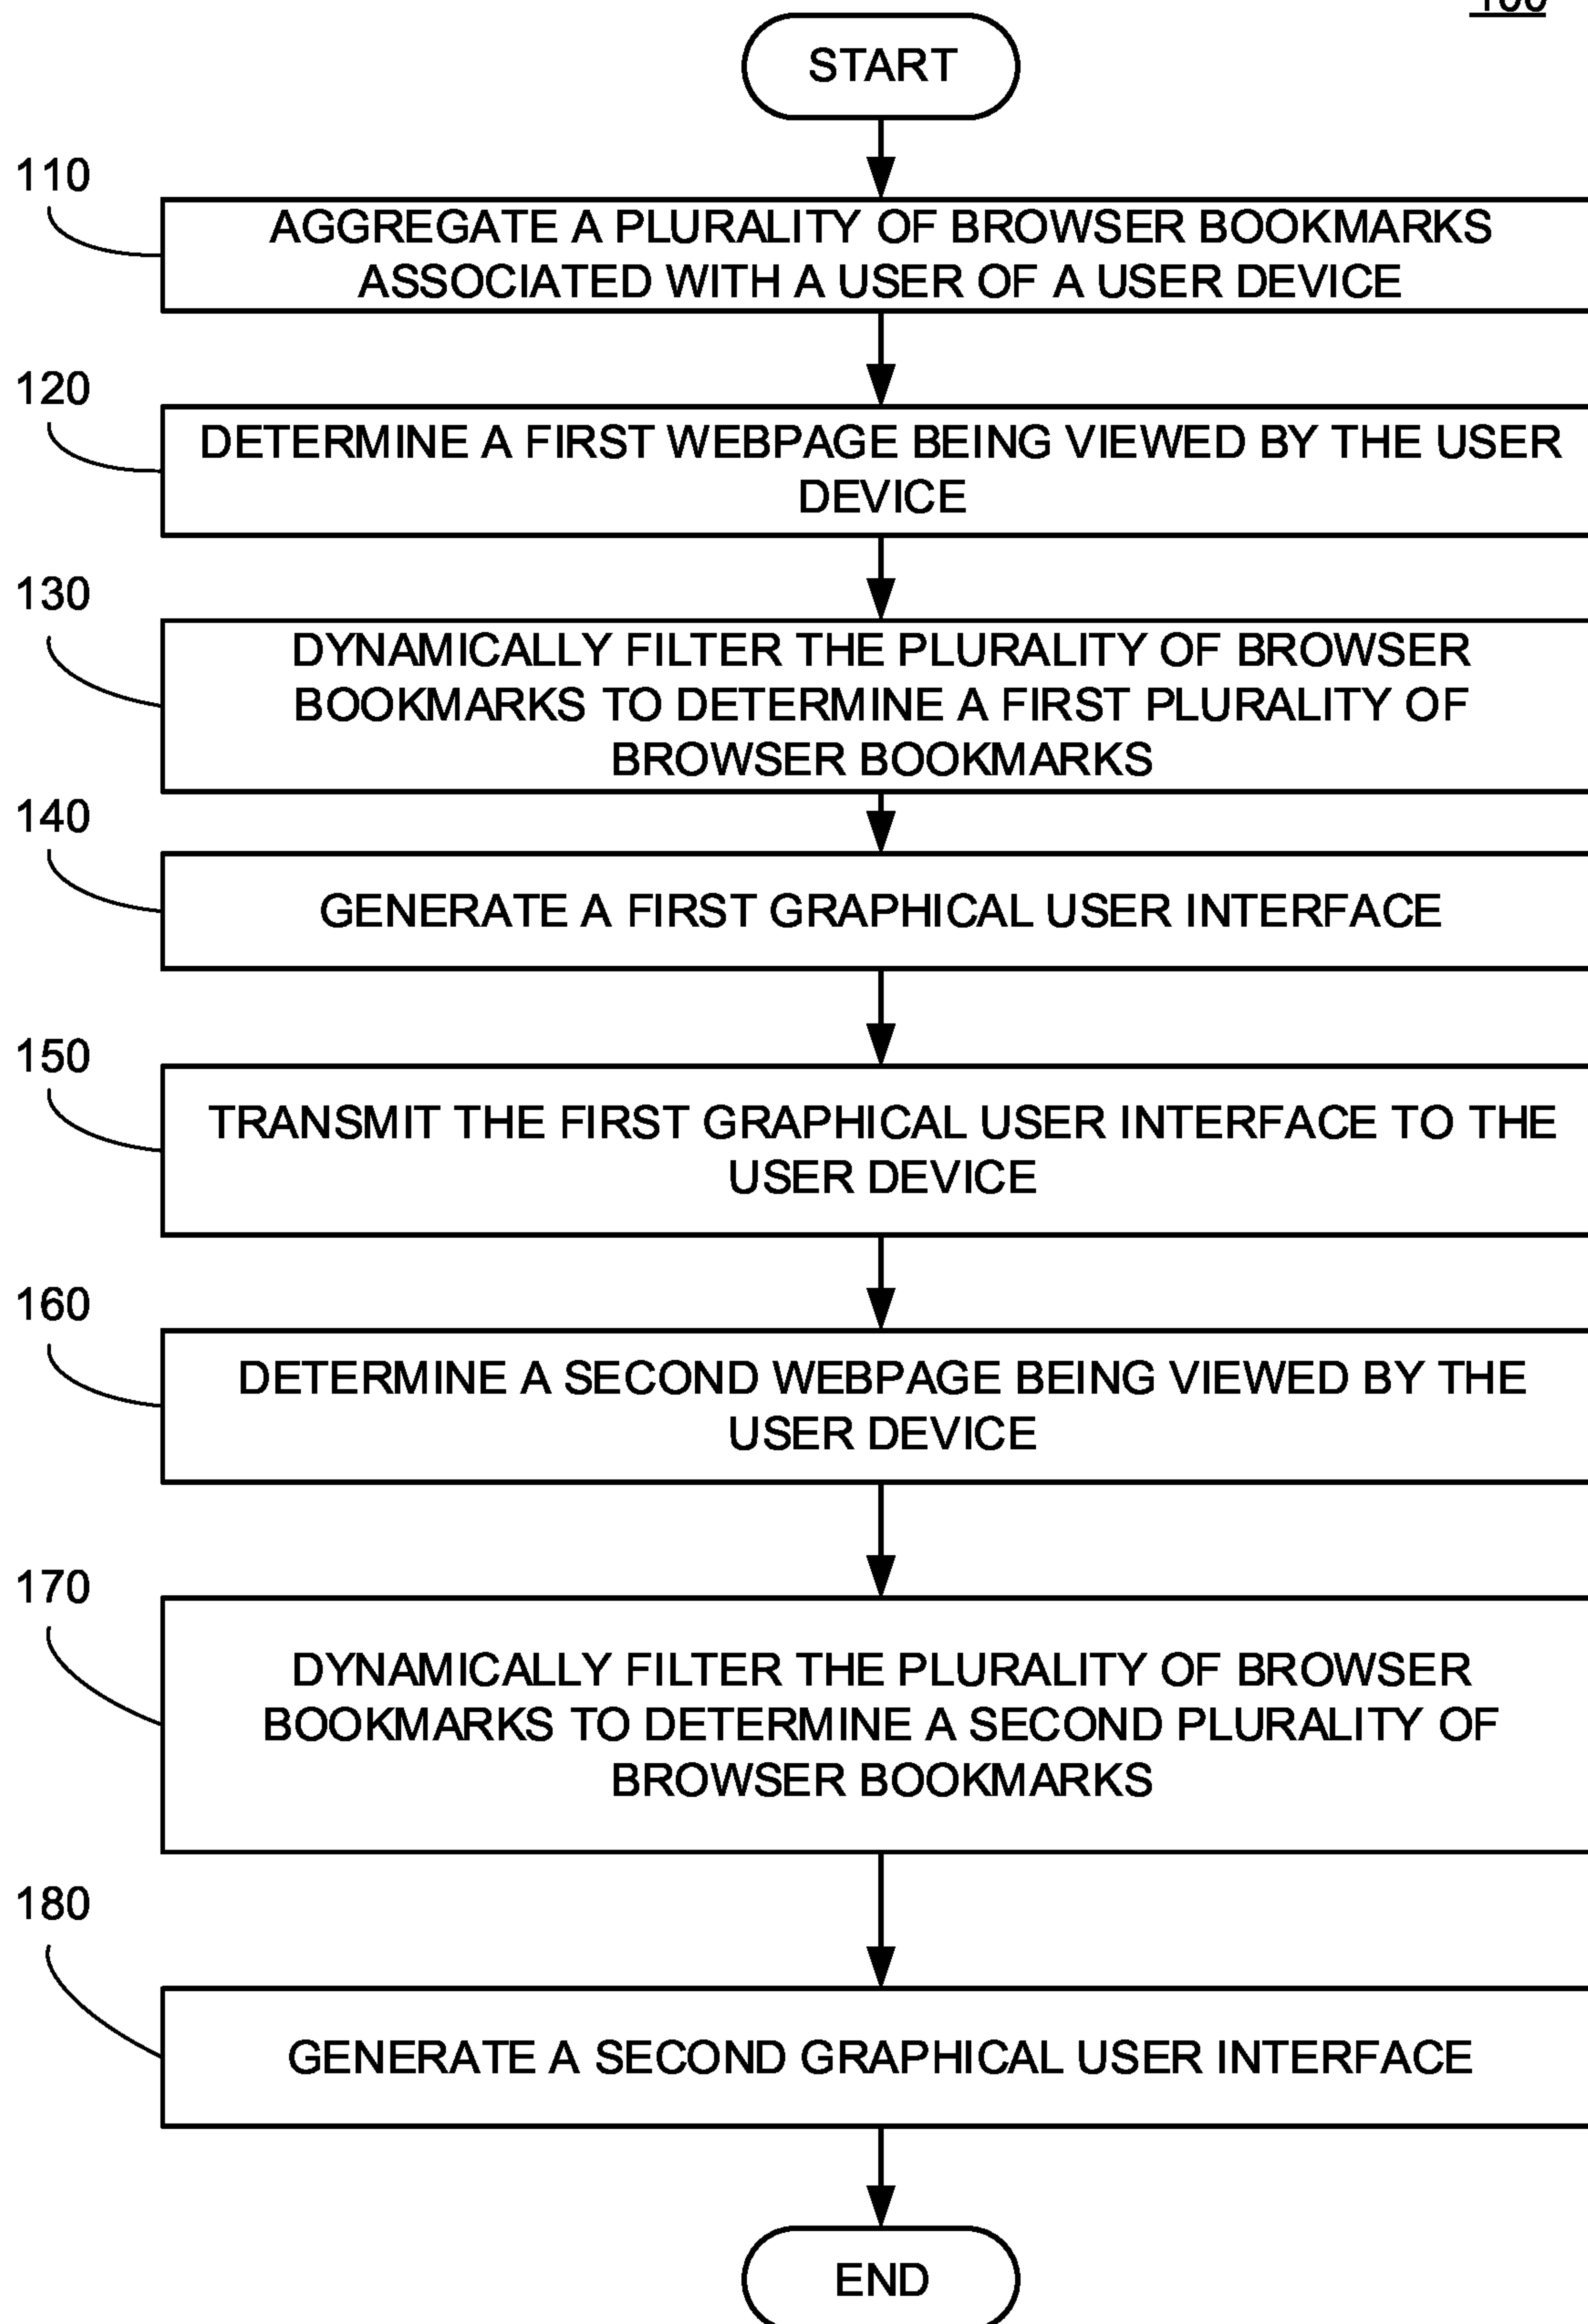 START
110
AGGREGATE A PLURALITY OF BROWSER BOOKMARKS
ASSOCIATED WITH A USER OF A USER DEVICE
120
DETERMINE A FIRST WEBPAGE BEING VIEWED BY THE USER
DEVICE
130
DYNAMICALLY FILTER THE PLURALITY OF BROWSER
BOOKMARKS TO DETERMINE A FIRST PLURALITY OF
BROWSER BOOKMARKS
140
GENERATE A FIRST GRAPHICAL USER INTERFACE
150
TRANSMIT THE FIRST GRAPHICAL USER INTERFACE TO THE
USER DEVICE
160
DETERMINE A SECOND WEBPAGE BEING VIEWED BY THE
USER DEVICE
170
DYNAMICALLY FILTER THE PLURALITY OF BROWSER
BOOKMARKS TO DETERMINE A SECOND PLURALITY OF
BROWSER BOOKMARKS
180
GENERATE A SECOND GRAPHICAL USER INTERFACE
END